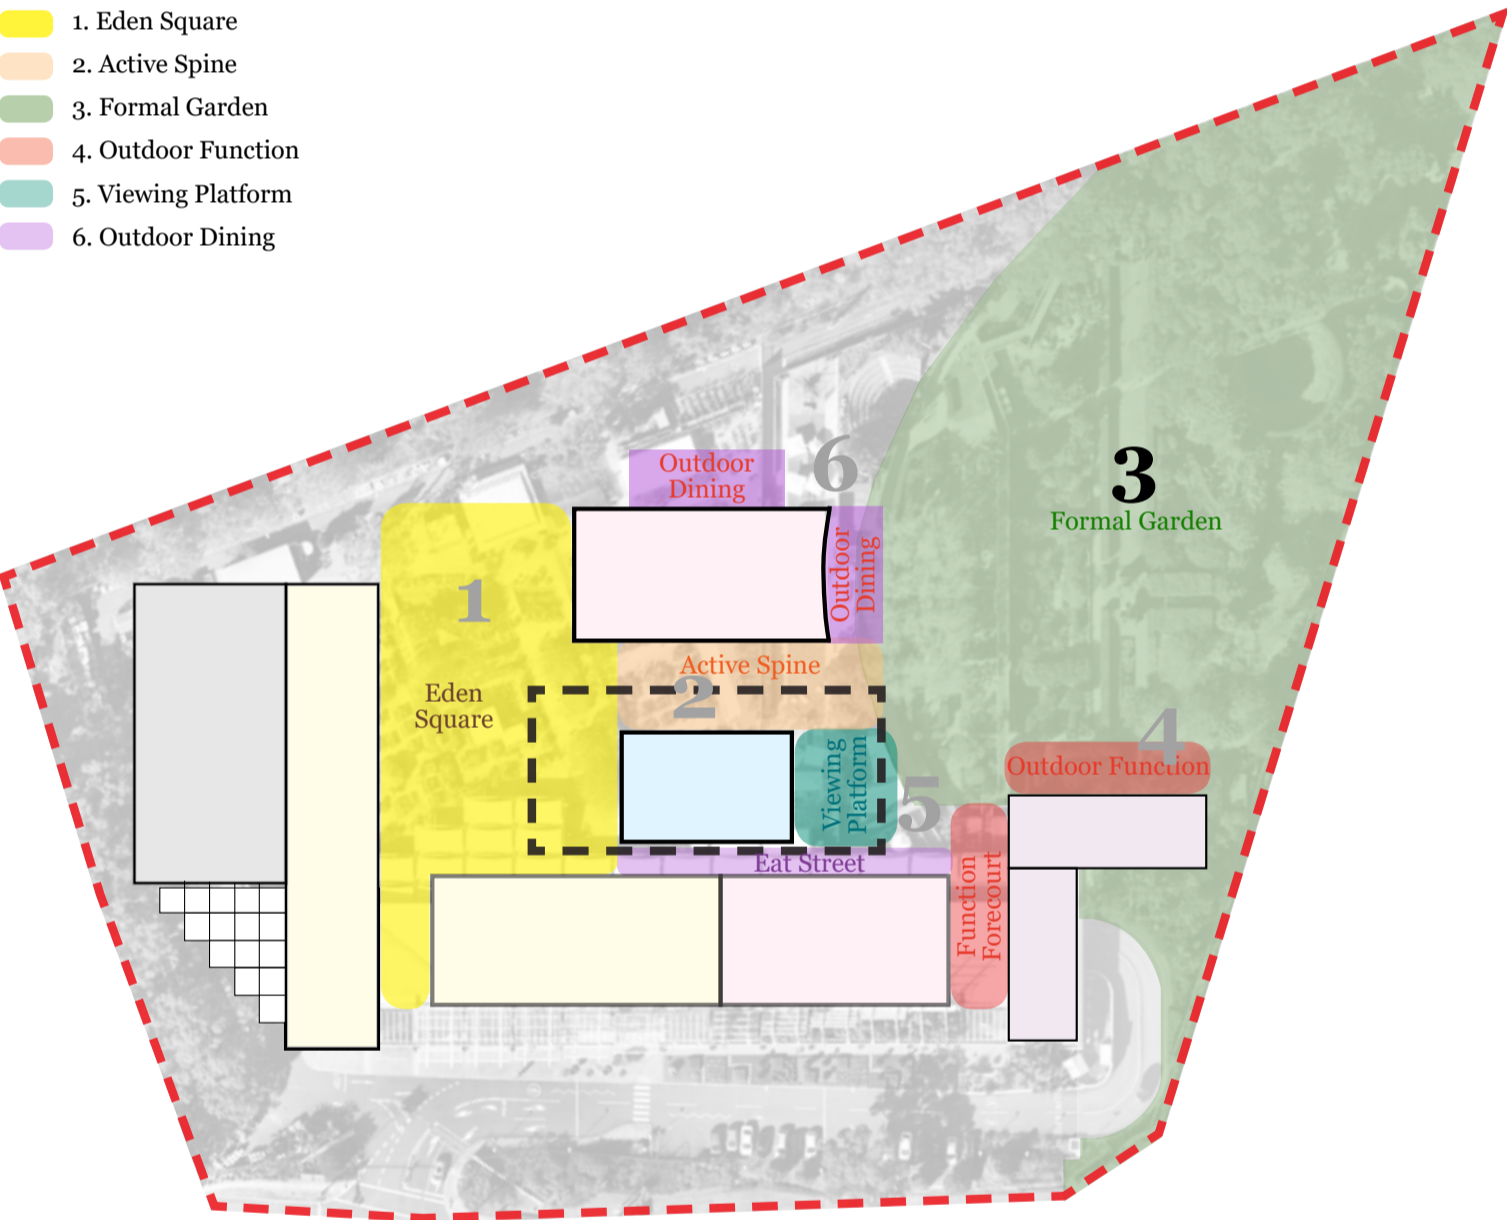 1. Eden Square
2. Active Spine
3. Formal Garden
4. Outdoor Function
5. Viewing Platform
6. Outdoor Dining
Outdoor
Dining
6
3
Formal Garden
Outdoor
Dining
1
Active Spine
Eden
Square
2
4
Outdoor Function
Viewing
Platform
5
Eat Street
Function
Forecourt